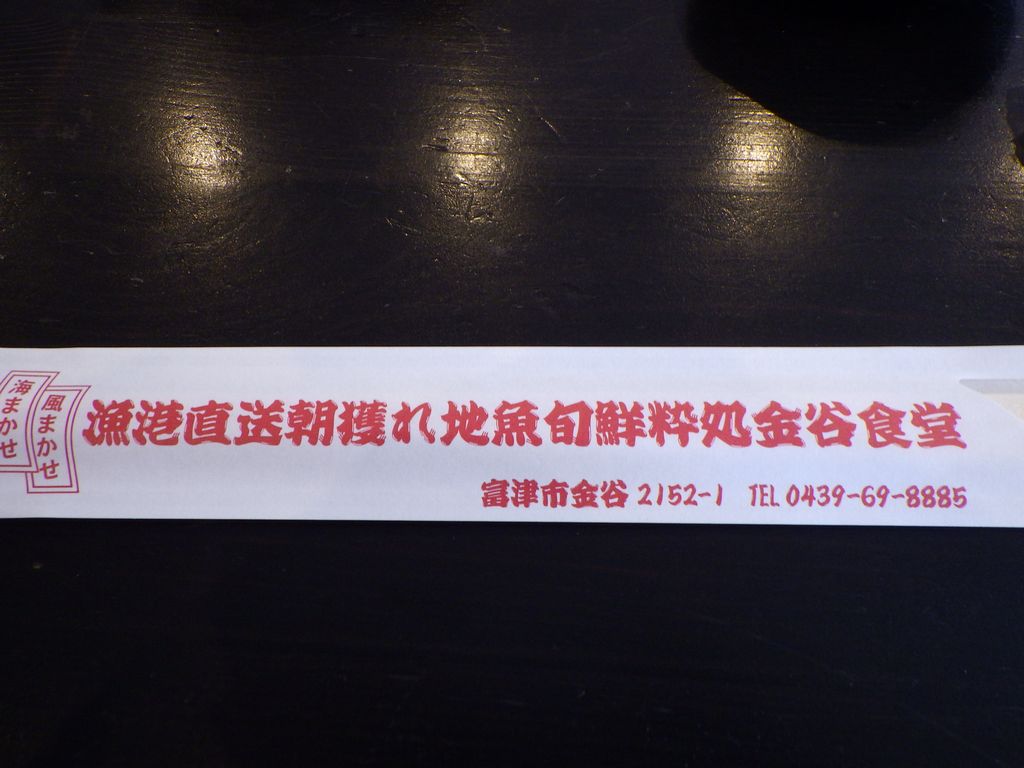 海まかせ
風まかせ
漁港直送朝獲れ地魚旬鮮粋処金谷食堂
富津市金谷 2152-1 TEL 0439-69-8885